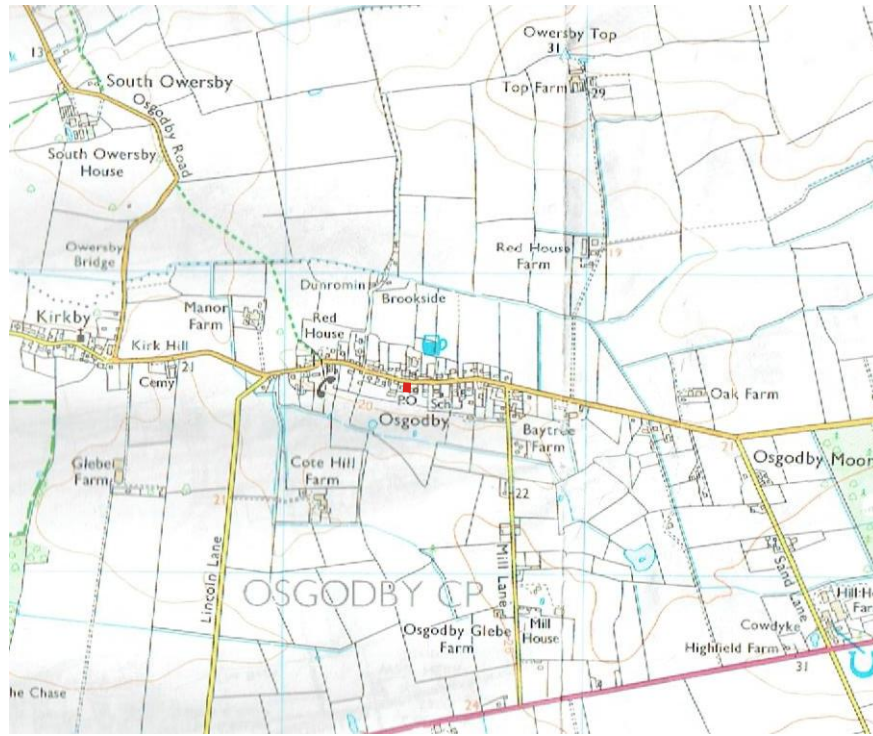 Owersby Top
31
13
South Owersby
Top Farm
29
Osgodby Road
South Owersby
House
Owersby
Bridge
Red House
Farm
19
Dunromin
Brookside
Manor
Farm
Red
House
Kirkby
Kirk Hill
21
Cemy
PO
Sch
20
Osgodby
Oak Farm
Baytree
Farm
21
Osgodby Moor
Glebe
Farm
Cote Hill
Farm
21
22
Lincoln Lane
Mill Lane
Sand Lane
OSGODBY CP
Osgodby Glebe
Farm
Mill
House
Cowdyke
Highfield Farm
31
he Chase
24